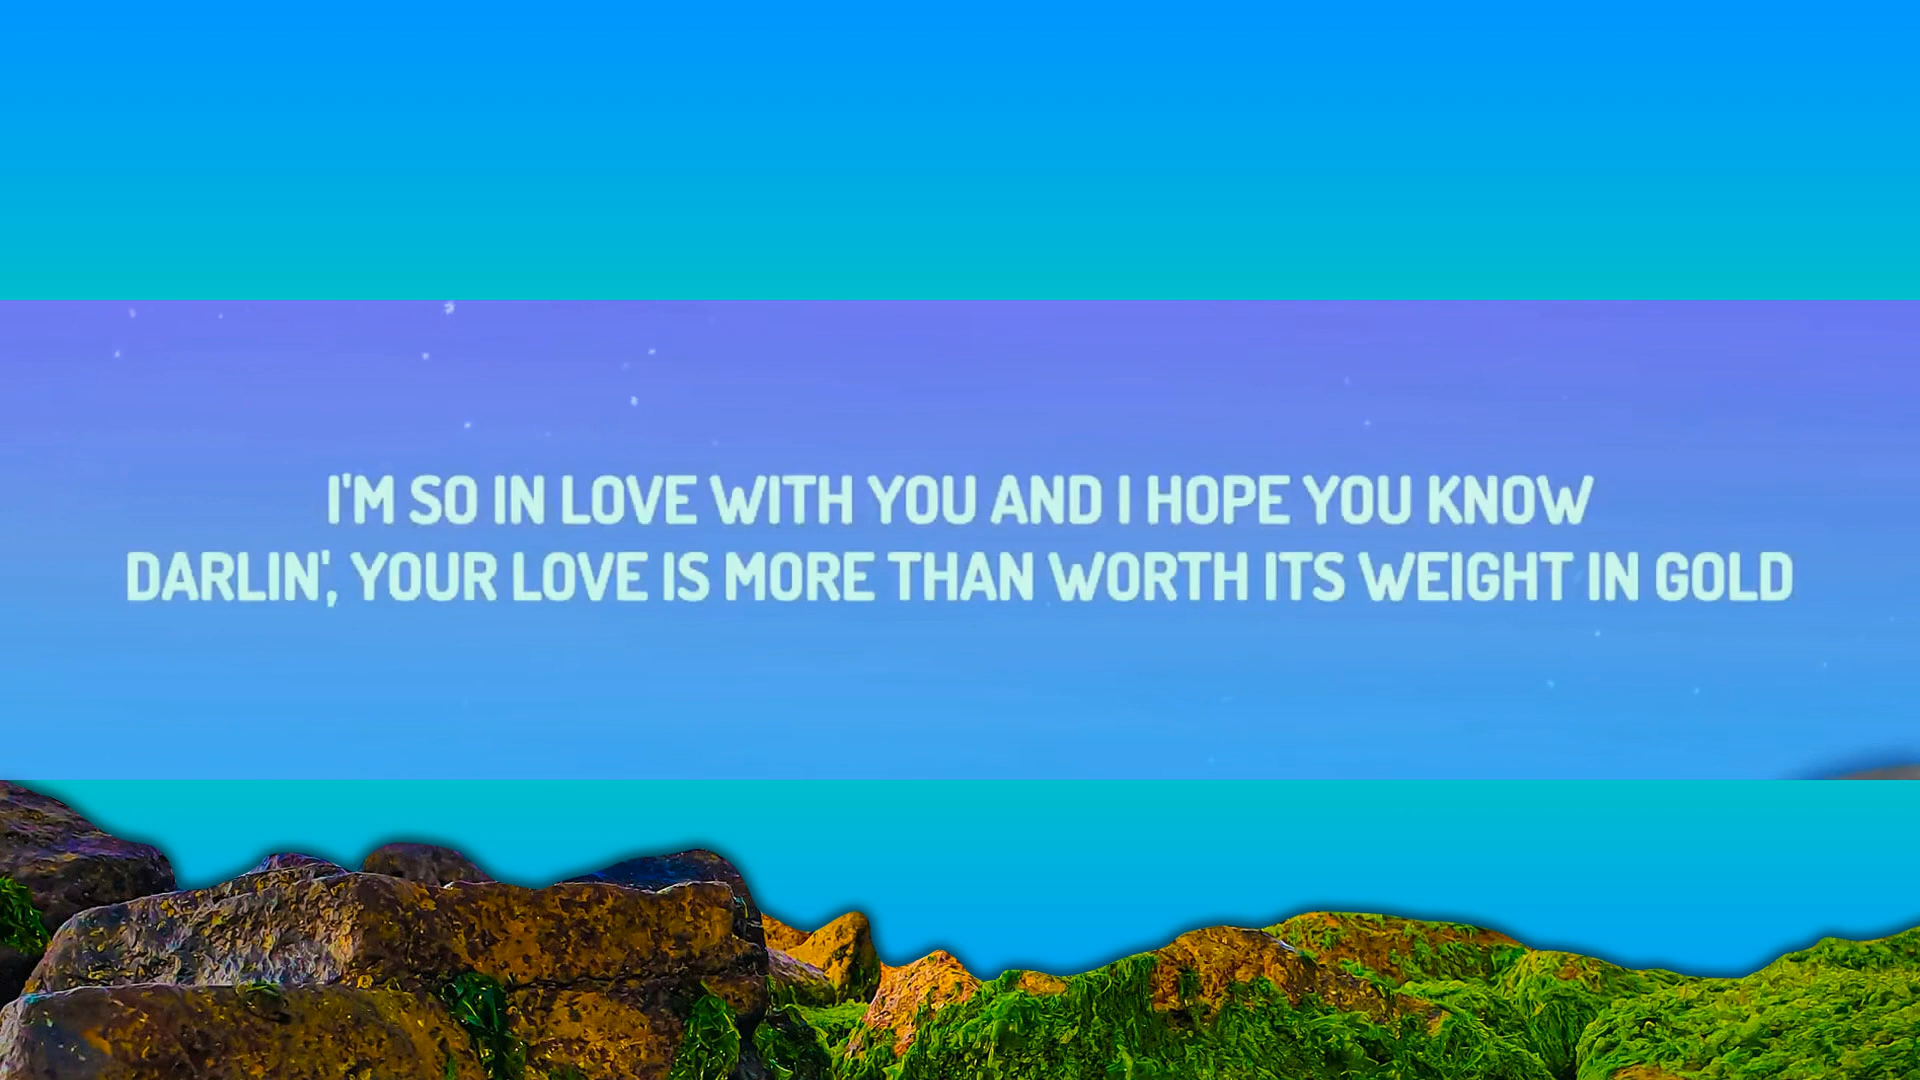 I'M SO IN LOVE WITH YOU AND I HOPE YOU KNOW
DARLIN', YOUR LOVE IS MORE THAN WORTH ITS WEIGHT IN GOLD